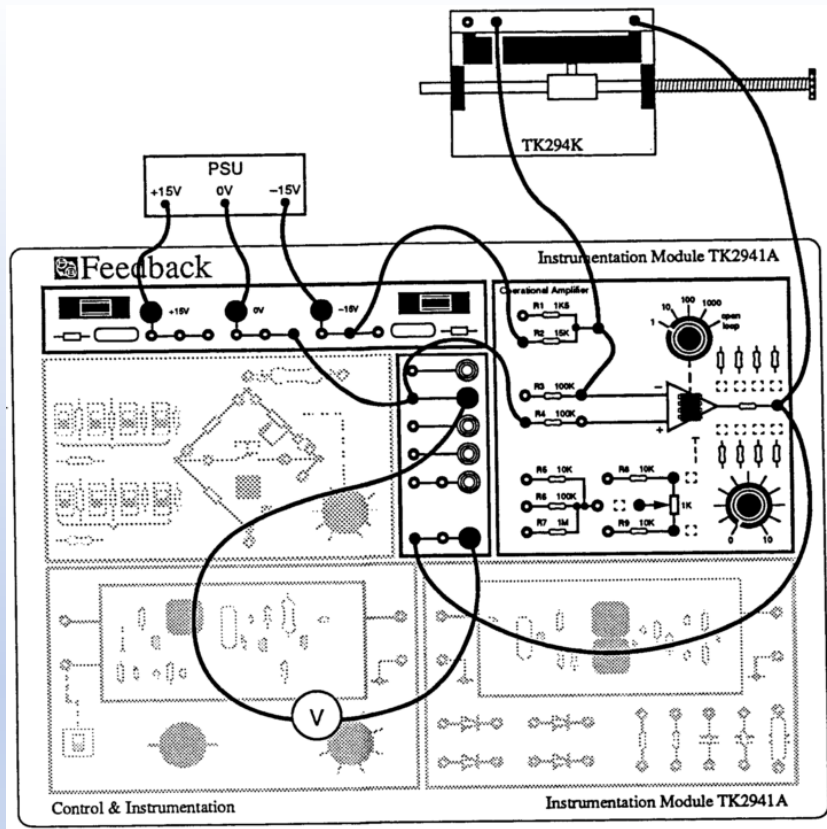 TK294K
PSU
+15V 0V –15V
Feedback
Instrumentation Module TK2941A
+15V 0V –15V
Operational Amplifier
R1 1K5
R2 15K
R3 100K
R4 100K
1 10 100 1000 open
loop
–
+
R5 10K
R6 100K
R7 1M
R8 10K
1K
R9 10K
0 10
V
Control & Instrumentation
Instrumentation Module TK2941A